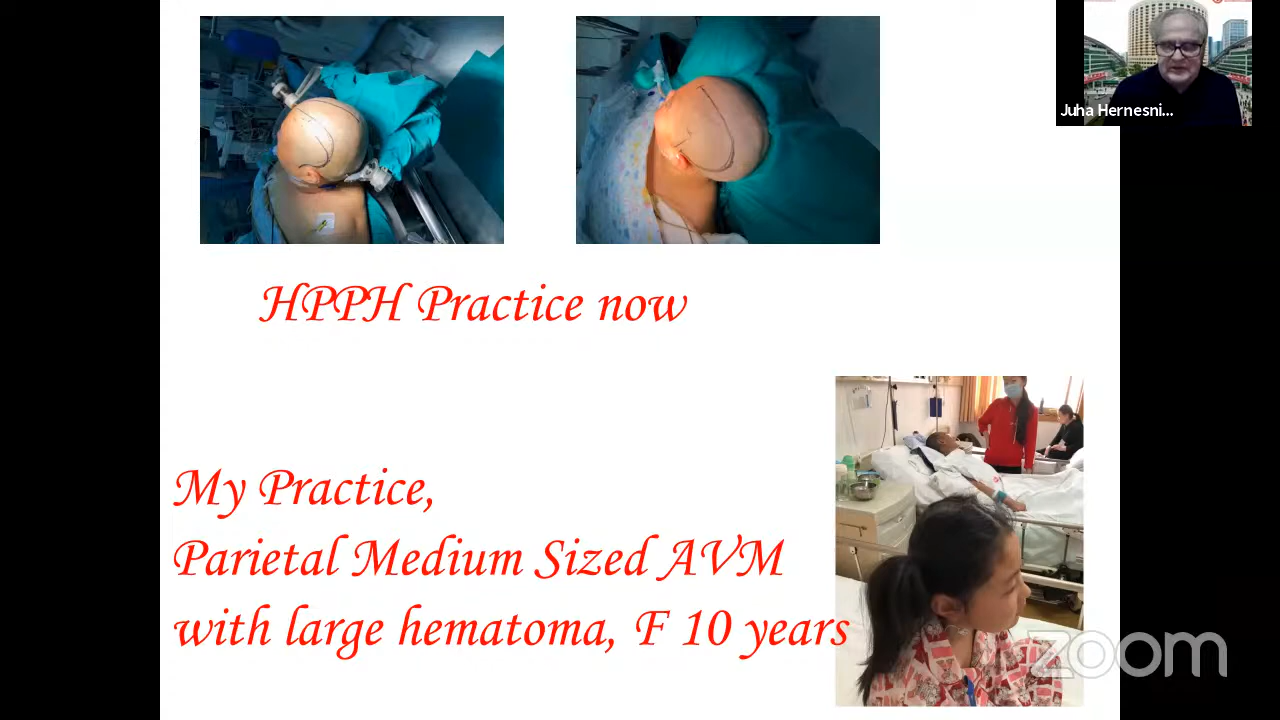 Juha Hernesni...
HPPH Practice now
My Practice,
Parietal Medium Sized AVM
with large hematoma, F 10 years
zoom